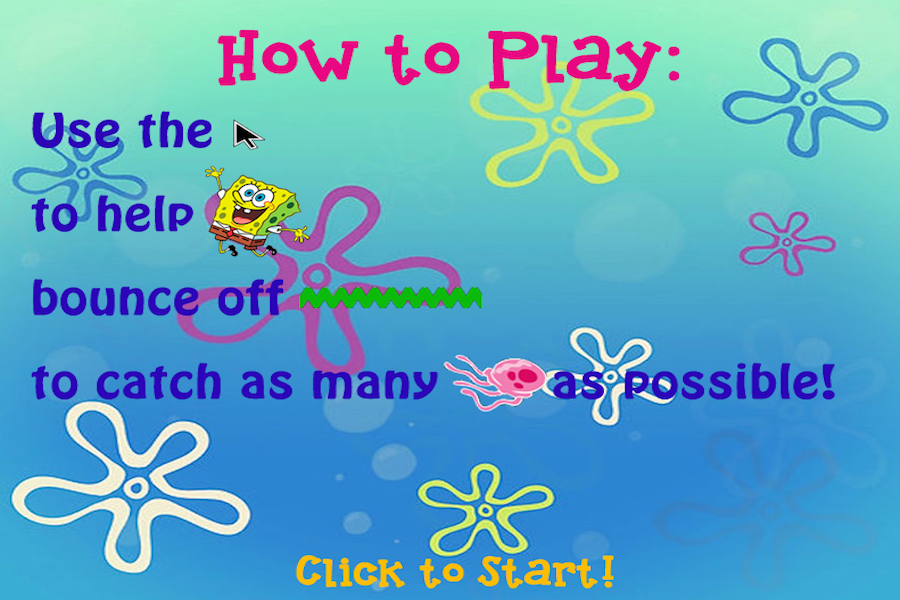 How to Play:
Use the
to help
bounce off
to catch as many as possible!
Click to Start!